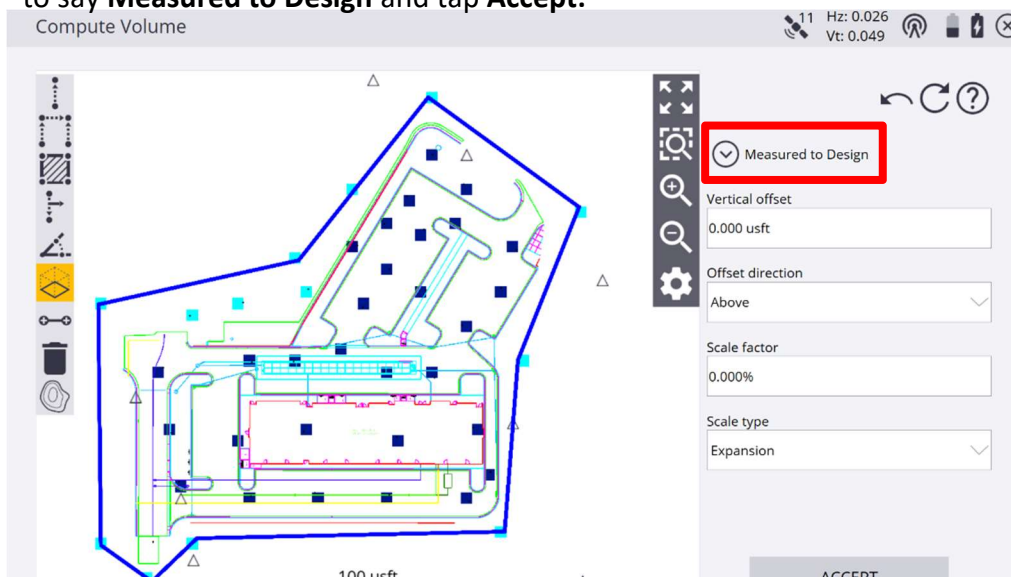 to say Measured to Design and tap Accept.
Compute Volume
11
Hz: 0.026
Vt: 0.049
Measured to Design
Vertical offset
0.000 usft
Offset direction
Above
Scale factor
0.000%
Scale type
Expansion
100 usft
ACCEPT